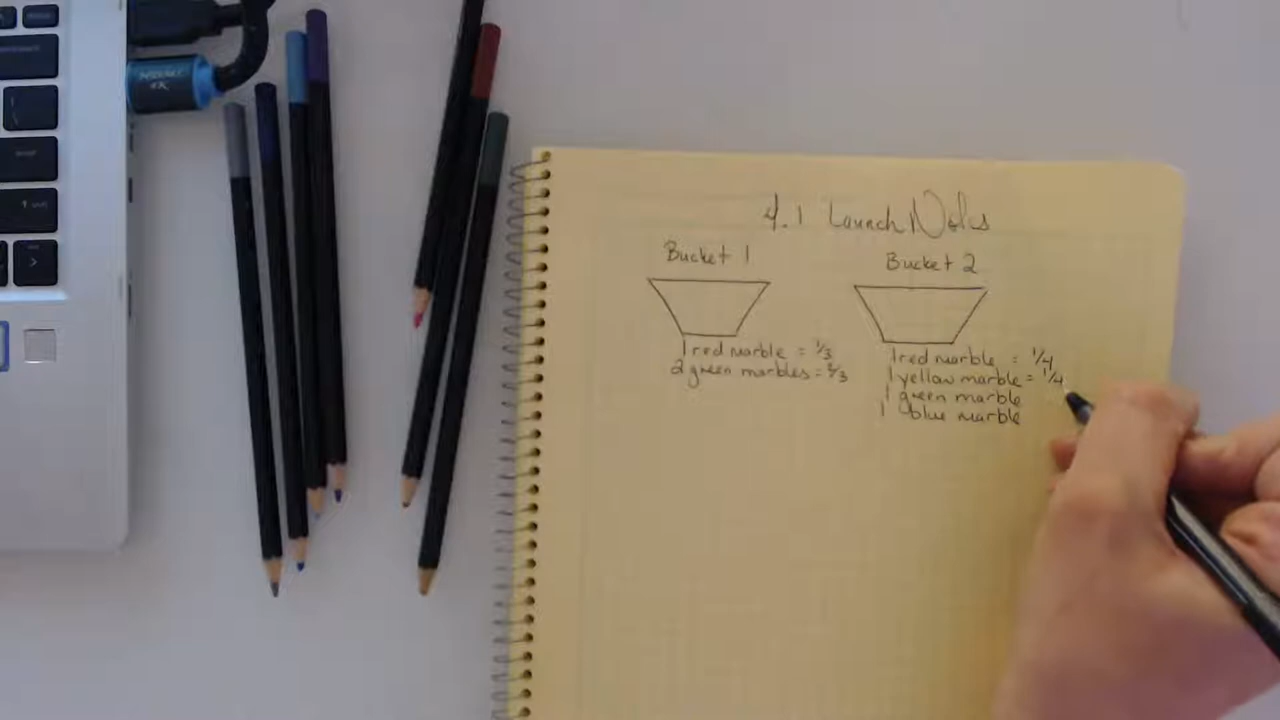 4.1 Launch Notes
Bucket 1
1 red marble = 1/3
2 green marbles = 2/3
Bucket 2
1 red marble = 1/4
1 yellow marble = 1/4
1 green marble
1 blue marble